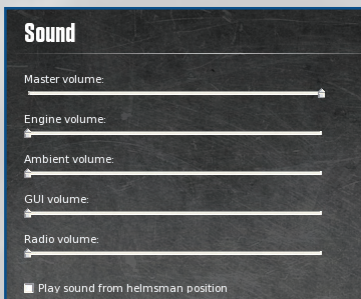 Sound
Master volume:
Engine volume:
Ambient volume:
GUI volume:
Radio volume:
Play sound from helmsman position